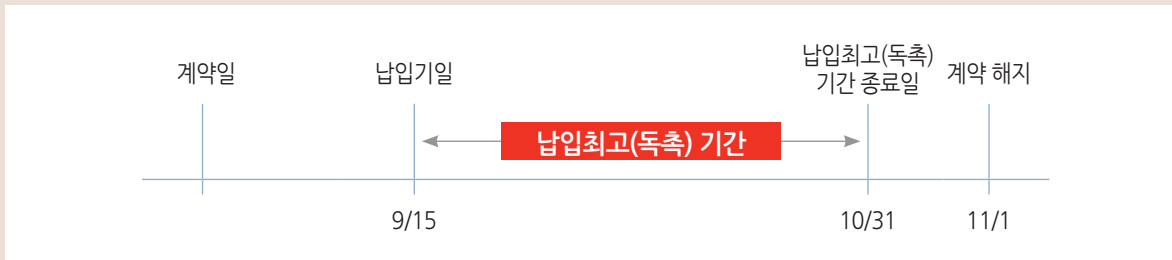 계약일
납입기일
납입최고(독촉)
기간 종료일
계약 해지
납입최고(독촉) 기간
9/15
10/31
11/1